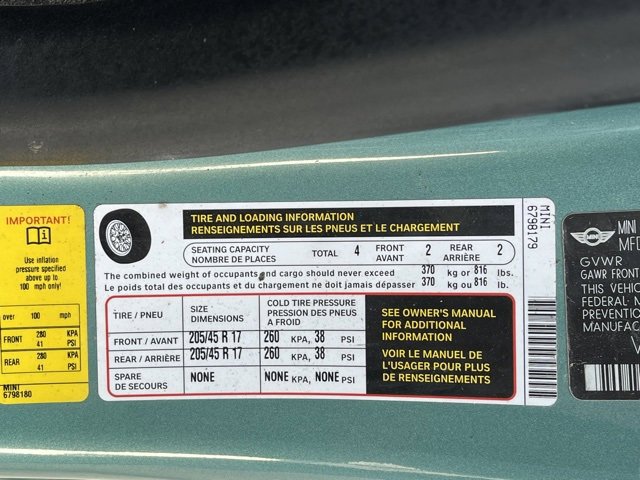 IMPORTANT!
Use inflation
pressure specified
above up to
100 mph only!
over 100 mph
FRONT 280 KPA
41 PSI
REAR 280 KPA
41 PSI
MINI
6798180
TIRE AND LOADING INFORMATION
RENSEIGNEMENTS SUR LES PNEUS ET LE CHARGEMENT
SEATING CAPACITY
NOMBRE DE PLACES
TOTAL 4
FRONT
AVANT 2
REAR
ARRIÈRE 2
The combined weight of occupants and cargo should never exceed 370 kg or 816 lbs.
Le poids total des occupants et du chargement ne doit jamais dépasser 370 kg ou 816 lb.
TIRE / PNEU
SIZE
DIMENSIONS
COLD TIRE PRESSURE
PRESSION DES PNEUS
A FROID
FRONT / AVANT 205/45 R 17 260 KPA, 38 PSI
REAR / ARRIÈRE 205/45 R 17 260 KPA, 38 PSI
SPARE
DE SECOURS NONE NONE KPA, NONE PSI
SEE OWNER'S MANUAL
FOR ADDITIONAL
INFORMATION
VOIR LE MANUEL DE
L'USAGER POUR PLUS
DE RENSEIGNEMENTS
MINI
6798179
MINI
MINI
MFD
GVWR
GAWR FRONT
THIS VEHIC
FEDERAL
PREVENTIO
MANUFAC